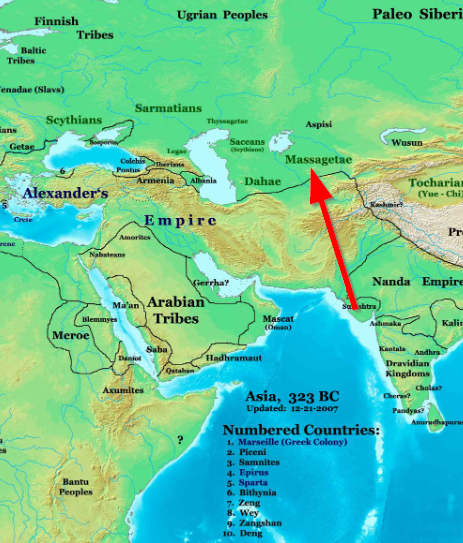 Finnish
Tribes
Ugrian Peoples
Paleo Siberi
Baltic
Tribes
Venadae (Slavs)
Sarmatians
Scythians
Thyssagetae
Aspisi
Saceans
(Scythians)
Wusun
Getae
Bosporus
Legae
Massagetae
Colchis
Pontus
Iberians
Armenia
Albania
Dahae
Tocharian
(Yue - Chi)
6
5
Alexander's
Empire
Kashmir?
Crete
Amorites
Nabateans
Gerrha?
Nanda Empire
Ma'an
Arabian
Tribes
Blemmyes
Meroe
Mascat
(Oman)
Ashmaka
Saba
Daniot
Hadhramaut
Qataban
Kantala
Andhra
Dravidian
Kingdoms
Axumites
Cholas?
Cheras?
Pandyas?
Anuradhapura
Asia, 323 BC
Updated: 12-21-2007
?
Numbered Countries:
1. Marseille (Greek Colony)
2. Piceni
3. Samnites
4. Epirus
5. Sparta
6. Bithynia
7. Zeng
8. Wey
9. Zangshan
10. Deng
Bantu
Peoples